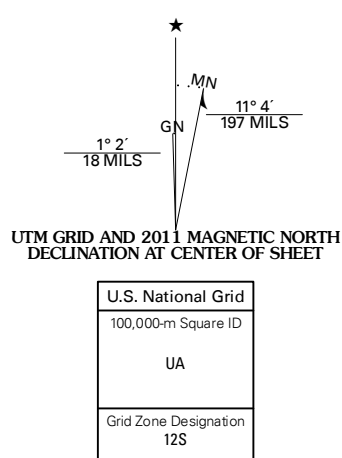 MN
11° 4´
197 MILS
GN
1° 2´
18 MILS
UTM GRID AND 2011 MAGNETIC NORTH
DECLINATION AT CENTER OF SHEET
U.S. National Grid
100,000-m Square ID
UA
Grid Zone Designation
12S